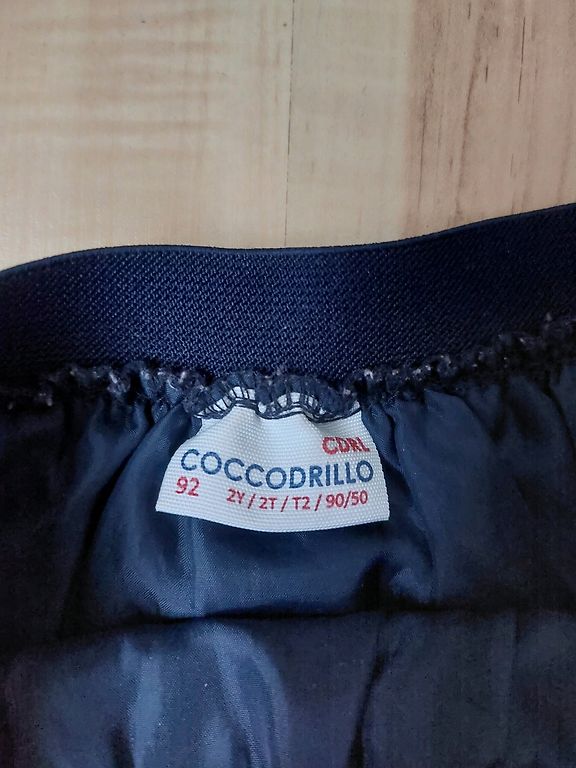 CDRL
COCCODRILLO
92 2Y / 2T / T2 / 90/50